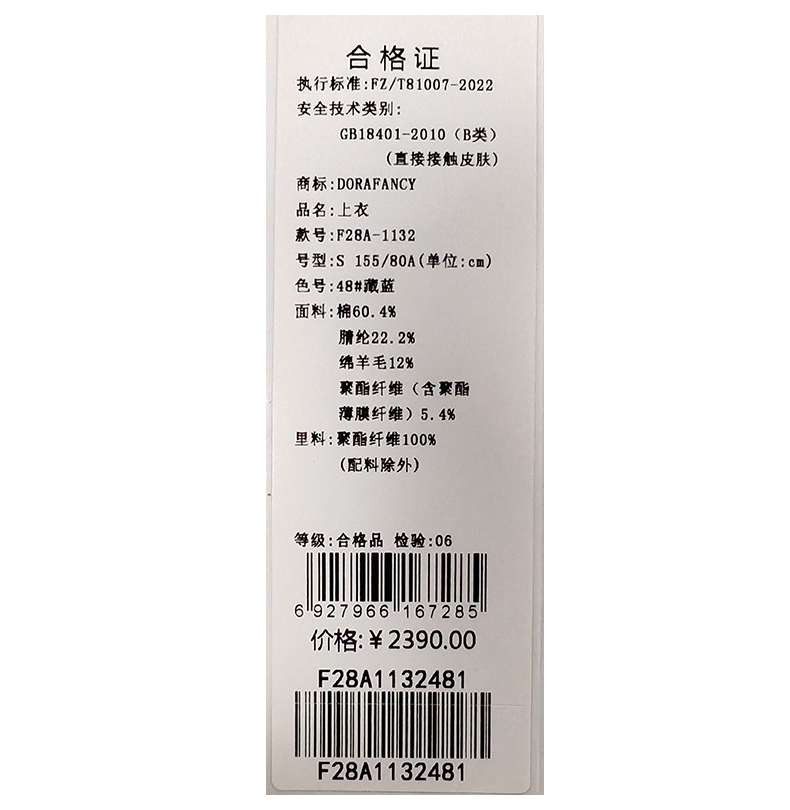 合格证
执行标准:FZ/T81007-2022
安全技术类别:
GB18401-2010（B类）
(直接接触皮肤)
商标:DORAFANCY
品名:上衣
款号:F28A-1132
号型:S 155/80A(单位:cm)
色号:48#藏蓝
面料:棉60.4%
腈纶22.2%
绵羊毛12%
聚酯纤维（含聚酯
薄膜纤维）5.4%
里料:聚酯纤维100%
(配料除外)
等级:合格品 检验:06
6 927966 167285
价格:￥2390.00
F28A1132481
F28A1132481